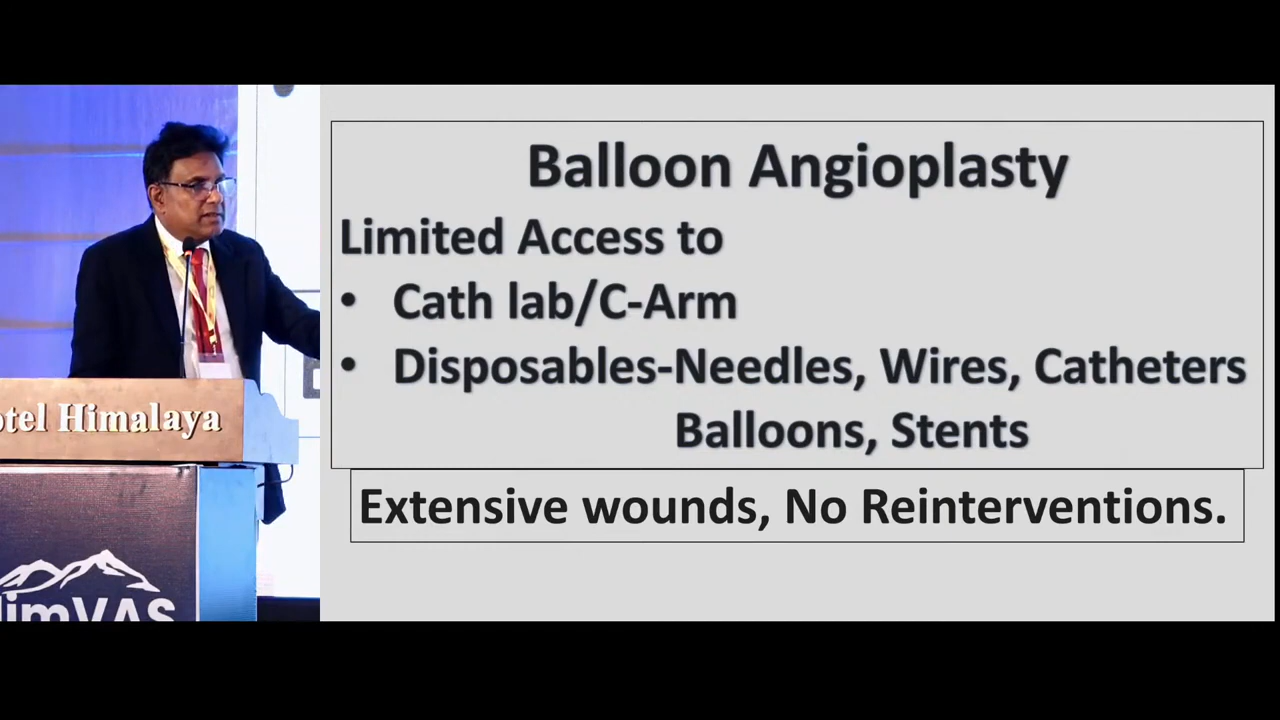 Balloon Angioplasty
Limited Access to
• Cath lab/C-Arm
• Disposables-Needles, Wires, Catheters
Balloons, Stents
Extensive wounds, No Reinterventions.
otel Himalaya
imVAS